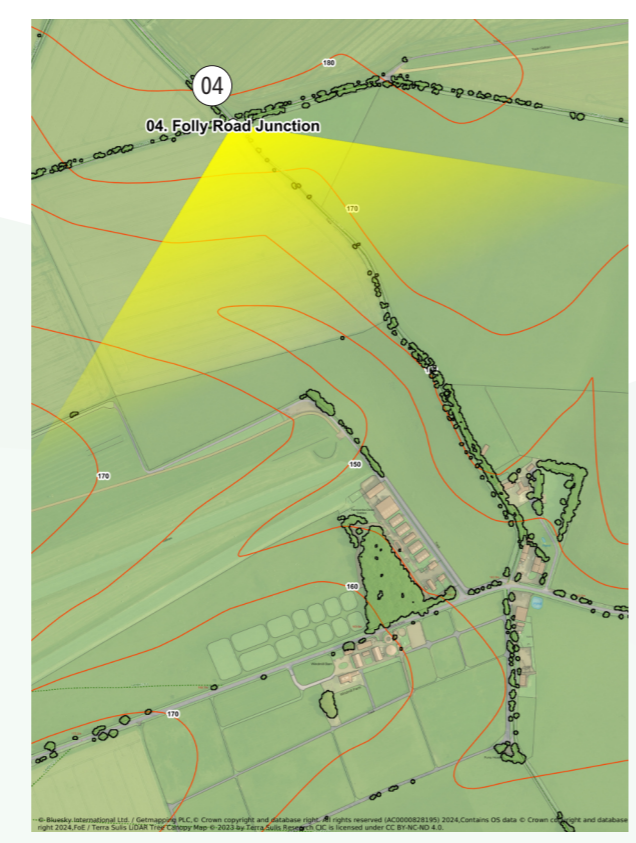 180
04
04. Folly Road Junction
170
170
150
160
170
© Bluesky International Ltd. / Getmapping PLC,© Crown copyright and database right. All rights reserved (AC0000828195) 2024,Contains OS data © Crown copyright and database
right 2024,FoE / Terra Sulis LiDAR Tree Canopy Map © 2023 by Terra Sulis Research CIC is licensed under CC BY-NC-ND 4.0.